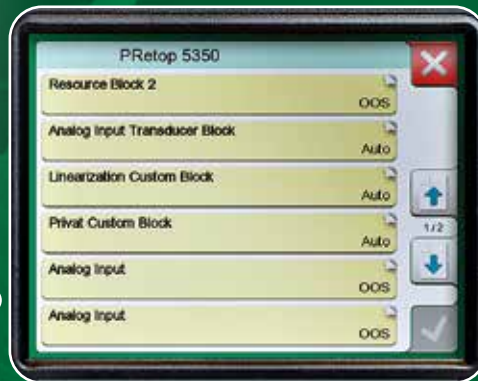 PRetop 5350
Resource Block 2
OOS
Analog Input Transducer Block
Auto
Linearization Custom Block
Auto
Privat Custom Block
Auto
1/2
Analog Input
OOS
Analog Input
OOS